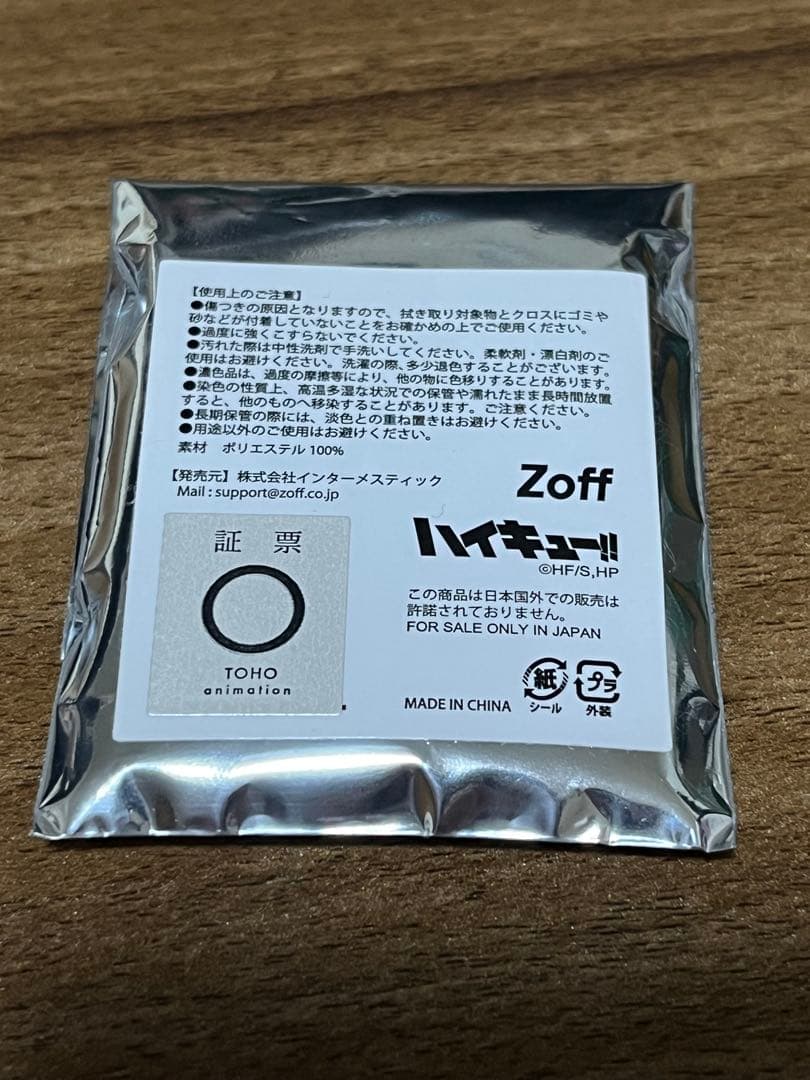 【使用上のご注意】
●傷つきの原因となりますので、拭き取り対象物とクロスにゴミや
砂などが付着していないことをお確かめの上でご使用ください。
●過度に強くこすらないでください。
●汚れた際は中性洗剤で手洗いしてください。柔軟剤・漂白剤のご
使用はお避けください。洗濯の際、多少退色することがございます。
●濃色品は、過度の摩擦等により、他の物に色移りすることがあります。
●染色の性質上、高温多湿な状況での保管や濡れたまま長時間放置
すると、他のものへ移染することがあります。ご注意ください。
●長期保管の際には、淡色との重ね置きはお避けください。
●用途以外のご使用はお避けください。
素材 ポリエステル 100%
【発売元】株式会社インターメスティック
Mail : support@zoff.co.jp
Zoff
ハイキュー!!
©HF/S,HP
証 票
TOHO
animation
この商品は日本国外での販売は
許諾されておりません。
FOR SALE ONLY IN JAPAN
MADE IN CHINA
紙
シール
プラ
外装